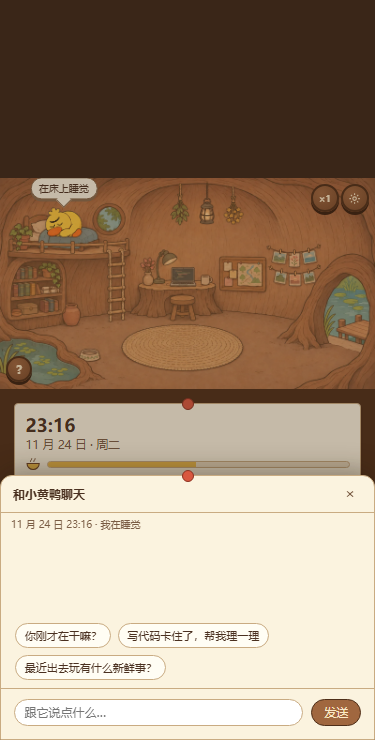 在床上睡觉
x1
?
23:16
11 月 24 日 · 周二
和小黄鸭聊天
×
11 月 24 日 23:16 · 我在睡觉
你刚才在干嘛？
写代码卡住了，帮我理一理
最近出去玩有什么新鲜事？
跟它说点什么…
发送